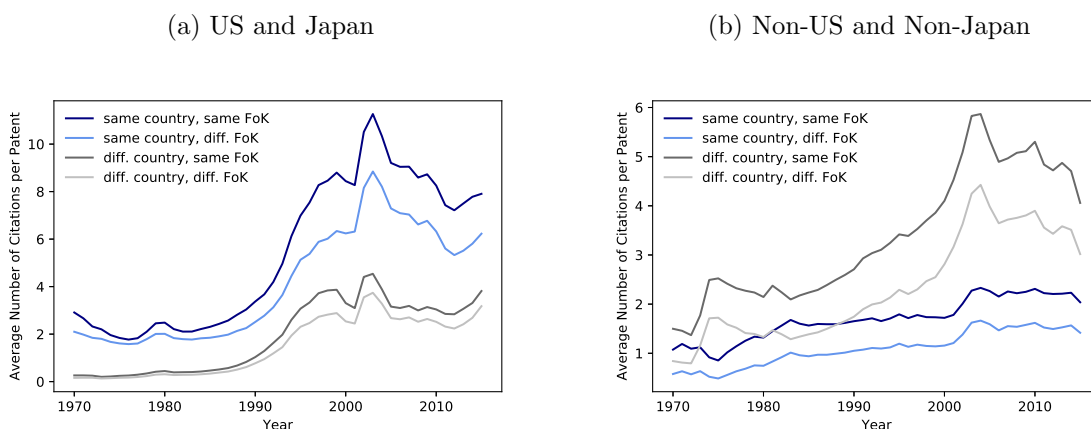 (a) US and Japan
(b) Non-US and Non-Japan
Average Number of Citations per Patent
same country, same FoK
same country, diff. FoK
diff. country, same FoK
diff. country, diff. FoK
10
8
6
4
2
0
1970 1980 1990 2000 2010
Year
Average Number of Citations per Patent
same country, same FoK
same country, diff. FoK
diff. country, same FoK
diff. country, diff. FoK
6
5
4
3
2
1
1970 1980 1990 2000 2010
Year